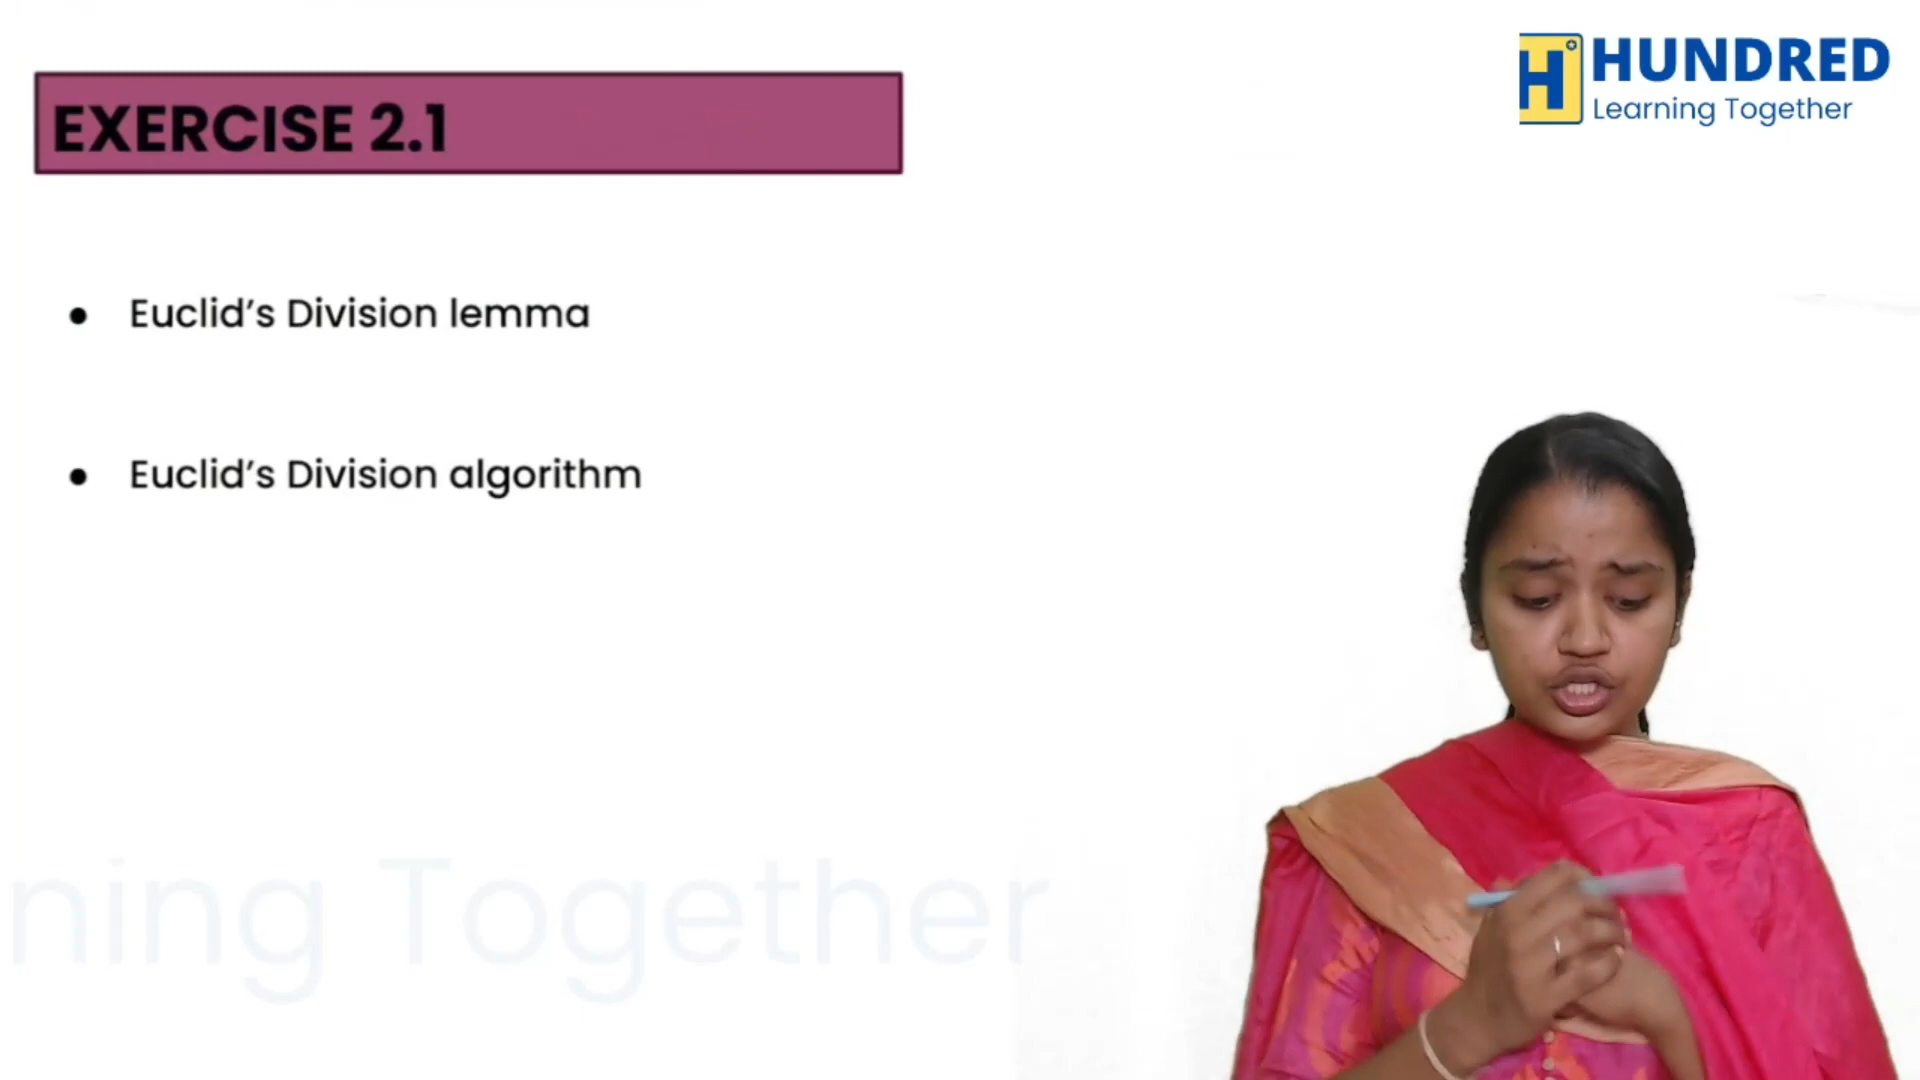 EXERCISE 2.1
H HUNDRED
Learning Together
• Euclid’s Division lemma
• Euclid’s Division algorithm
ning Together